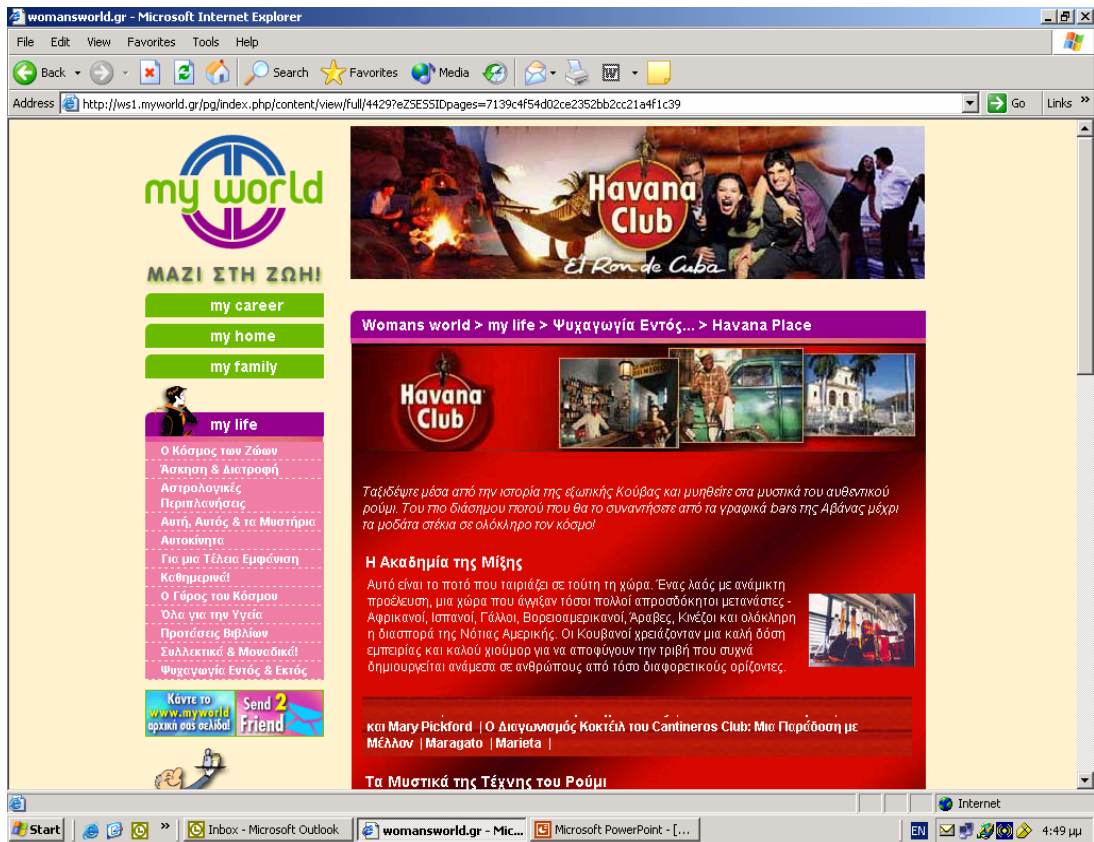 womansworld.gr - Microsoft Internet Explorer
File Edit View Favorites Tools Help
Back Search Favorites Media
Address http://ws1.myworld.gr/pg/index.php/content/view/full/4429?eZSESSIDpages=7139c4f54d02ce2352bb2cc21a4f1c39 Go Links »
my world
ΜΑΖΙ ΣΤΗ ΖΩΗ!
my career
my home
my family
my life
Ο Κόσμος των Ζώων
Άσκηση & Διατροφή
Αστρολογικές
Περιπλανήσεις
Αυτή, Αυτός & τα Μυστήρια
Αυτοκίνητα
Για μια Τέλεια Εμφάνιση
Καθημερινά!
Ο Γύρος του Κόσμου
Όλα για την Υγεία
Προτάσεις Βιβλίων
Συλλεκτικά & Μοναδικά!
Ψυχαγωγία Εντός & Εκτός
Κάντε το
www.myworld
αρχική σας σελίδα!
Send 2
Friend
Havana
Club
El Ron de Cuba
Womans world > my life > Ψυχαγωγία Εντός... > Havana Place
Havana
Club
Ταξιδέψτε μέσα από την ιστορία της εξωτικής Κούβας και μυηθείτε στα μυστικά του αυθεντικού
ρούμι. Του πιο διάσημου ποτού που θα το συναντήσετε από τα γραφικά bars της Αβάνας μέχρι
τα μοδάτα στέκια σε ολόκληρο τον κόσμο!
Η Ακαδημία της Μίξης
Αυτό είναι το ποτό που ταιριάζει σε τούτη τη χώρα. Ένας λαός με ανάμικτη
προέλευση, μια χώρα που άγγιξαν τόσοι πολλοί απροσδόκητοι μετανάστες -
Αφρικανοί, Ισπανοί, Γάλλοι, Βορειοαμερικανοί, Άραβες, Κινέζοι και ολόκληρη
η διασπορά της Νότιας Αμερικής. Οι Κουβανοί χρειάζονταν μια καλή δόση
εμπειρίας και καλού χιούμορ για να αποφύγουν την τριβή που συχνά
δημιουργείται ανάμεσα σε ανθρώπους από τόσο διαφορετικούς ορίζοντες.
και Mary Pickford | Ο Διαγωνισμός Κοκτέιλ του Cantineros Club: Μια Παράδοση με
Μέλλον | Maragato | Marieta |
Τα Μυστικά της Τέχνης του Ρούμι
Internet
Start » Inbox - Microsoft Outlook womansworld.gr - Mic... Microsoft PowerPoint - [... EN 4:49 μμ